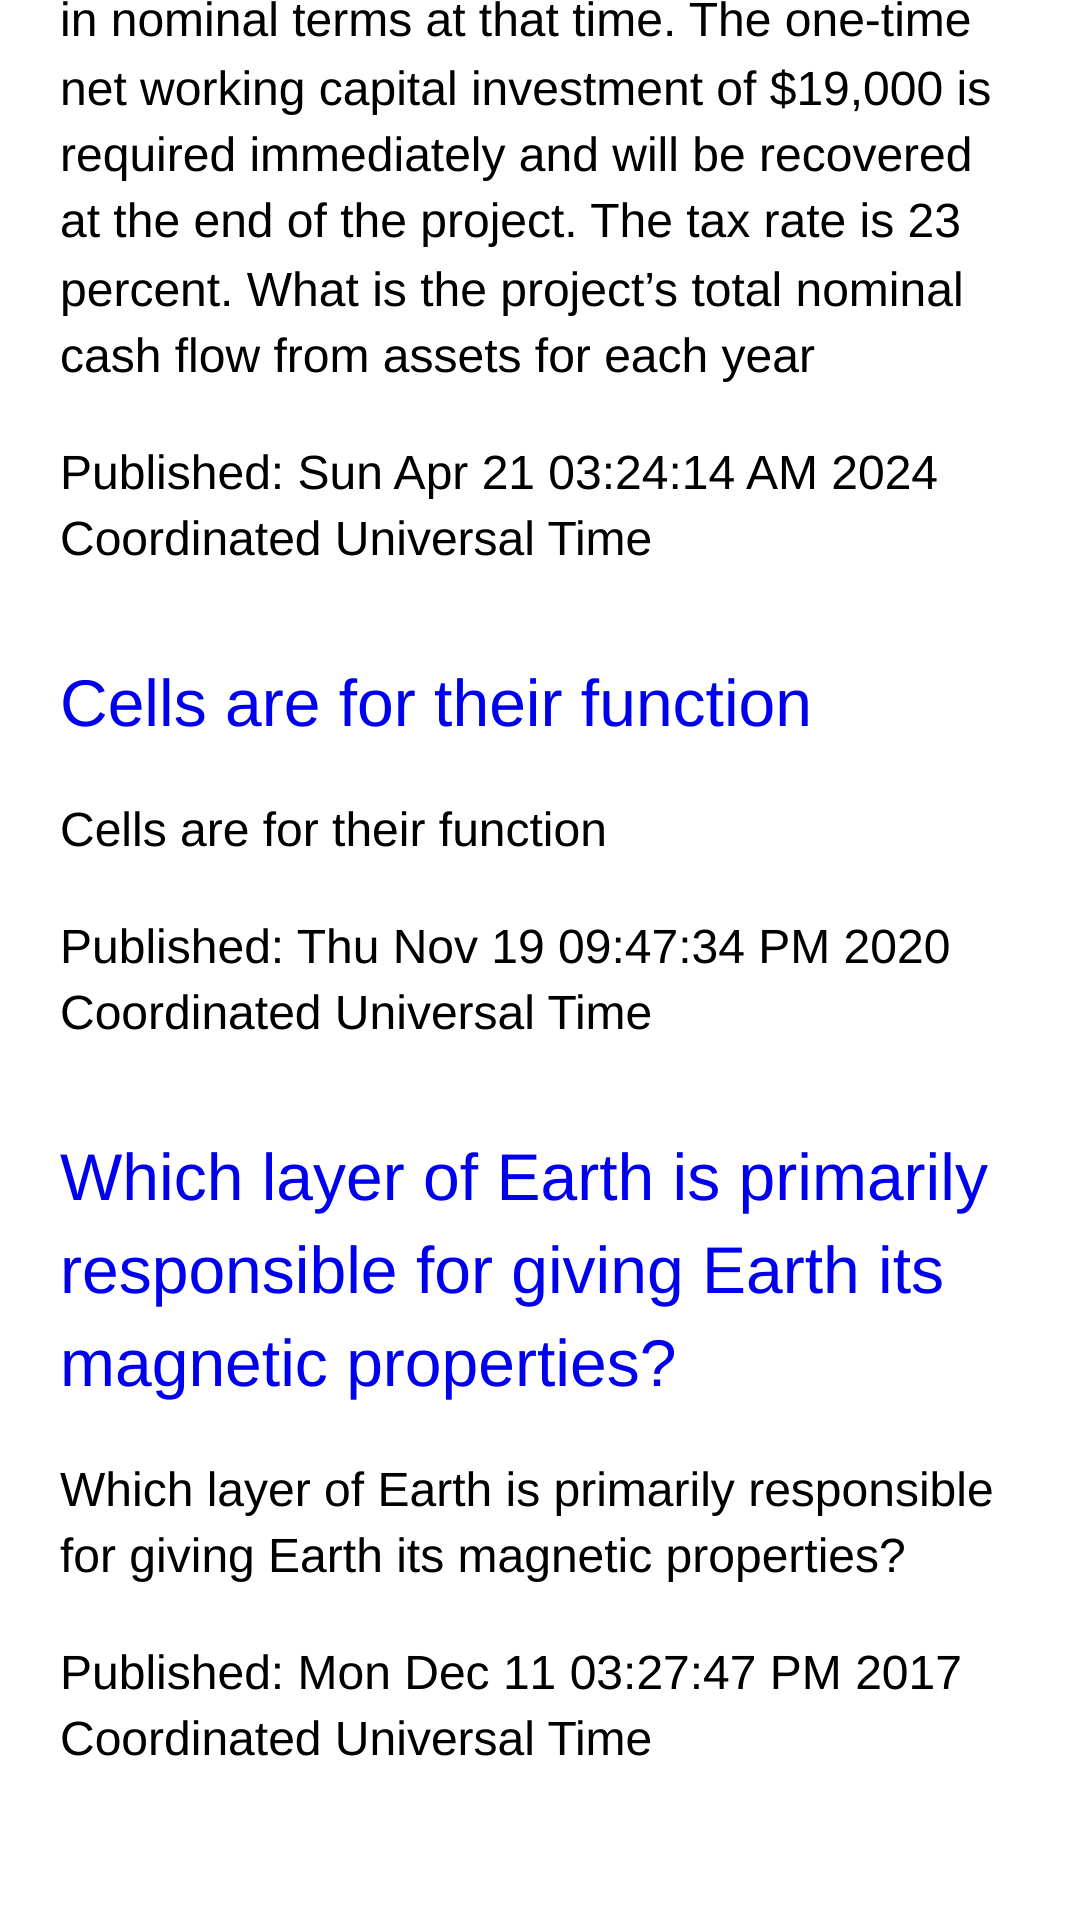 in nominal terms at that time. The one-time
net working capital investment of $19,000 is
required immediately and will be recovered
at the end of the project. The tax rate is 23
percent. What is the project’s total nominal
cash flow from assets for each year
Published: Sun Apr 21 03:24:14 AM 2024
Coordinated Universal Time
Cells are for their function
Cells are for their function
Published: Thu Nov 19 09:47:34 PM 2020
Coordinated Universal Time
Which layer of Earth is primarily
responsible for giving Earth its
magnetic properties?
Which layer of Earth is primarily responsible
for giving Earth its magnetic properties?
Published: Mon Dec 11 03:27:47 PM 2017
Coordinated Universal Time